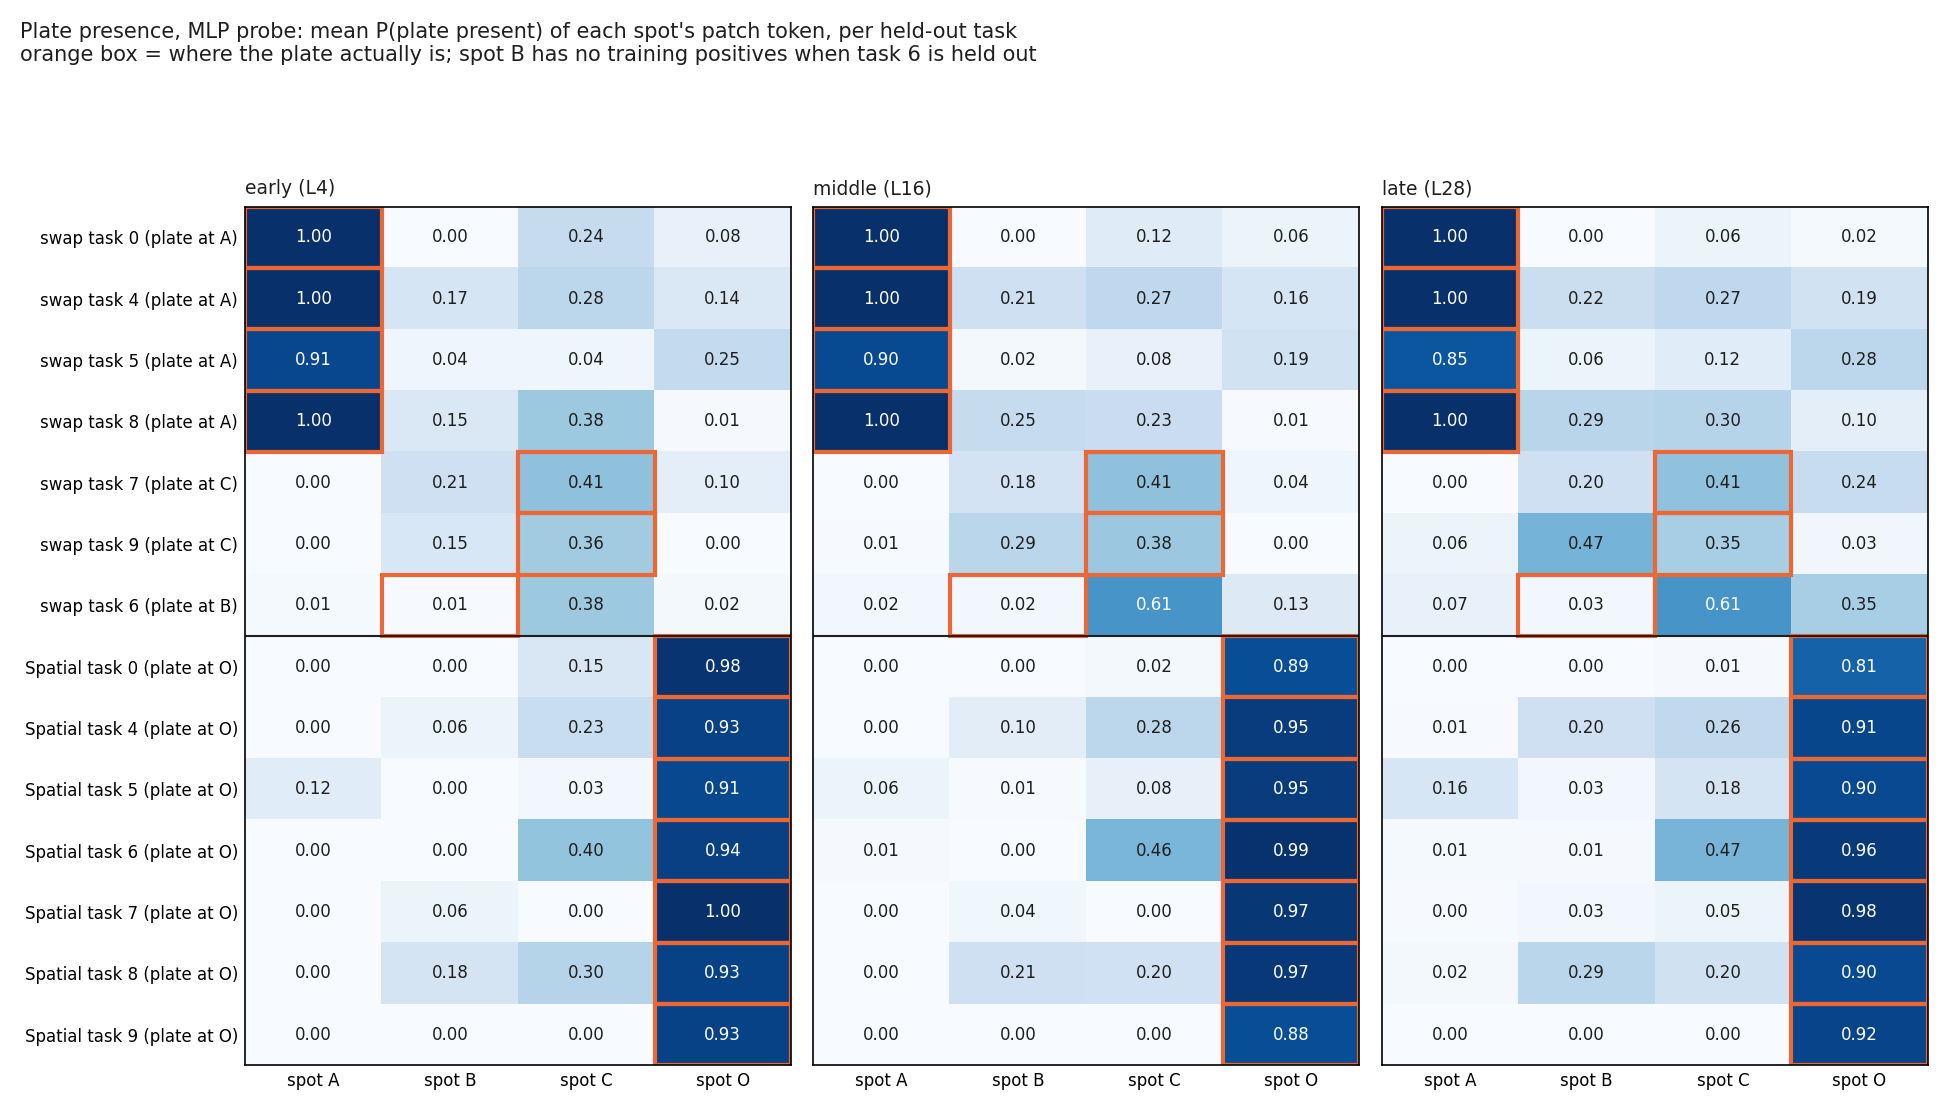 Plate presence, MLP probe: mean P(plate present) of each spot's patch token, per held-out task
orange box = where the plate actually is; spot B has no training positives when task 6 is held out
early (L4) middle (L16) late (L28)
swap task 0 (plate at A) 1.00 0.00 0.24 0.08 1.00 0.00 0.12 0.06 1.00 0.00 0.06 0.02
swap task 4 (plate at A) 1.00 0.17 0.28 0.14 1.00 0.21 0.27 0.16 1.00 0.22 0.27 0.19
swap task 5 (plate at A) 0.91 0.04 0.04 0.25 0.90 0.02 0.08 0.19 0.85 0.06 0.12 0.28
swap task 8 (plate at A) 1.00 0.15 0.38 0.01 1.00 0.25 0.23 0.01 1.00 0.29 0.30 0.10
swap task 7 (plate at C) 0.00 0.21 0.41 0.10 0.00 0.18 0.41 0.04 0.00 0.20 0.41 0.24
swap task 9 (plate at C) 0.00 0.15 0.36 0.00 0.01 0.29 0.38 0.00 0.06 0.47 0.35 0.03
swap task 6 (plate at B) 0.01 0.01 0.38 0.02 0.02 0.02 0.61 0.13 0.07 0.03 0.61 0.35
Spatial task 0 (plate at O) 0.00 0.00 0.15 0.98 0.00 0.00 0.02 0.89 0.00 0.00 0.01 0.81
Spatial task 4 (plate at O) 0.00 0.06 0.23 0.93 0.00 0.10 0.28 0.95 0.01 0.20 0.26 0.91
Spatial task 5 (plate at O) 0.12 0.00 0.03 0.91 0.06 0.01 0.08 0.95 0.16 0.03 0.18 0.90
Spatial task 6 (plate at O) 0.00 0.00 0.40 0.94 0.01 0.00 0.46 0.99 0.01 0.01 0.47 0.96
Spatial task 7 (plate at O) 0.00 0.06 0.00 1.00 0.00 0.04 0.00 0.97 0.00 0.03 0.05 0.98
Spatial task 8 (plate at O) 0.00 0.18 0.30 0.93 0.00 0.21 0.20 0.97 0.02 0.29 0.20 0.90
Spatial task 9 (plate at O) 0.00 0.00 0.00 0.93 0.00 0.00 0.00 0.88 0.00 0.00 0.00 0.92
spot A spot B spot C spot O spot A spot B spot C spot O spot A spot B spot C spot O